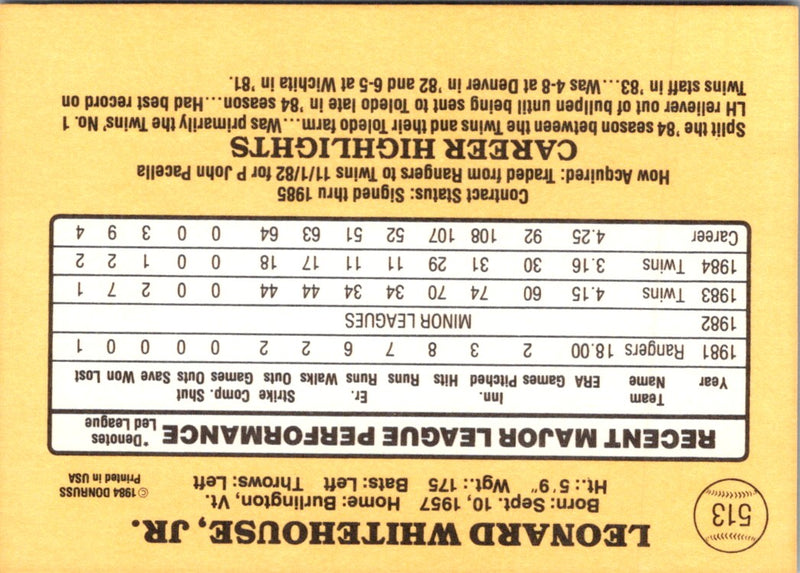 513
LEONARD WHITEHOUSE, JR.
Born: Sept. 10, 1957 Home: Burlington, Vt.
Ht.: 5'9" Wgt.: 175 Bats: Left Throws: Left
©1984 DONRUSS
Printed in USA
RECENT MAJOR LEAGUE PERFORMANCE *Denotes Led League
Year Team Name ERA Games Inn. Pitched Hits Runs Er. Runs Walks Strike Outs Comp. Games Shut Outs Save Won Lost
1981 Rangers 18.00 2 3 8 7 6 2 2 0 0 0 0 1
1982 MINOR LEAGUES
1983 Twins 4.15 60 74 70 34 34 44 44 0 0 2 7 1
1984 Twins 3.16 30 31 29 11 11 17 18 0 0 1 2 2
Career 4.25 92 108 107 52 51 63 64 0 0 3 9 4
Contract Status: Signed thru 1985
How Acquired: Traded from Rangers to Twins 11/1/82 for P John Pacella
CAREER HIGHLIGHTS
Split the '84 season between the Twins and their Toledo farm...Was primarily the Twins' No. 1
LH reliever out of bullpen until being sent to Toledo late in '84 season...Had best record on
Twins staff in '83...Was 4-8 at Denver in '82 and 6-5 at Wichita in '81.